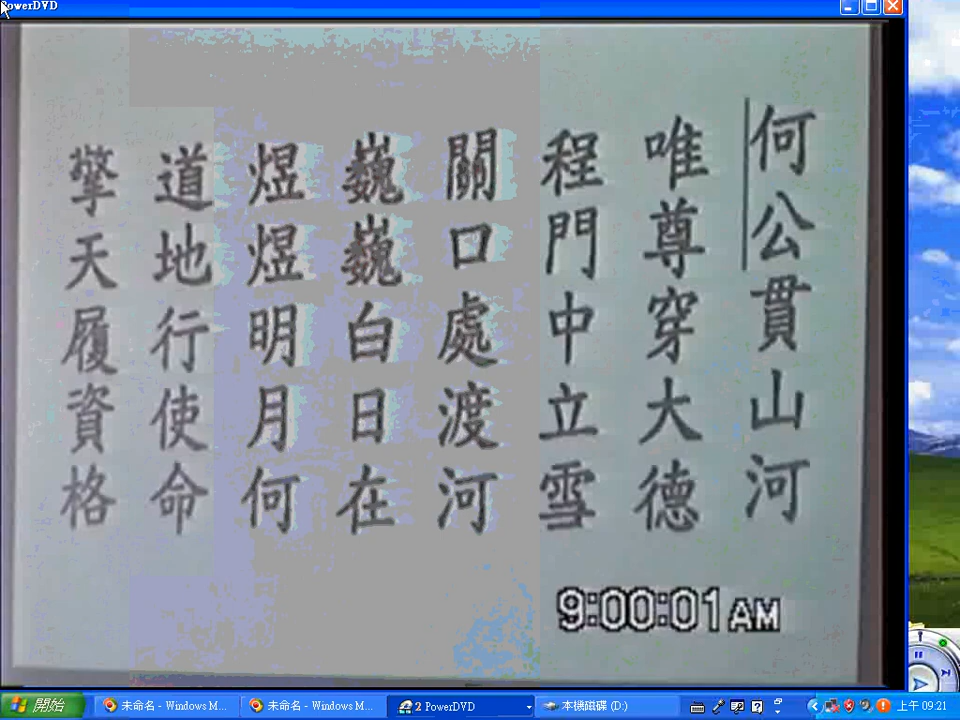 PowerDVD
何公貫山河
唯尊穿大德
程門中立雪
關口處渡河
巍巍白日在
煜煜明月何
道地行使命
擎天履資格
9:00:01 AM
開始
未命名 - Windows M...
未命名 - Windows M...
2 PowerDVD
本機磁碟 (D:)
上午 09:21